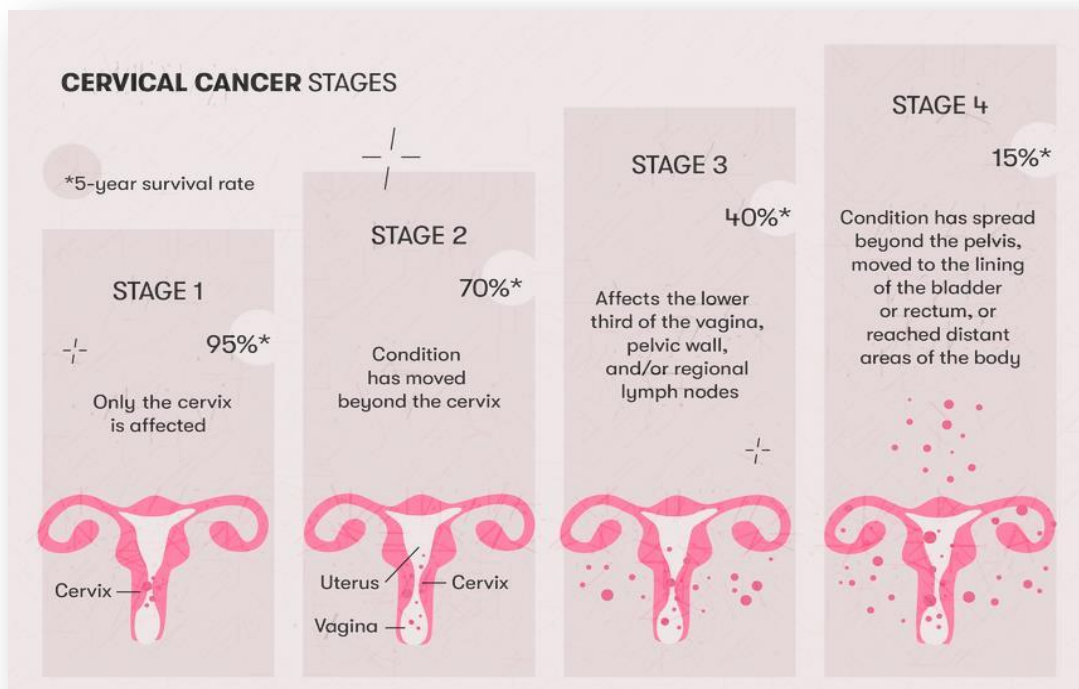 CERVICAL CANCER STAGES
*5-year survival rate
STAGE 1
95%*
Only the cervix
is affected
Cervix
STAGE 2
70%*
Condition
has moved
beyond the cervix
Uterus
Cervix
Vagina
STAGE 3
40%*
Affects the lower
third of the vagina,
pelvic wall,
and/or regional
lymph nodes
STAGE 4
15%*
Condition has spread
beyond the pelvis,
moved to the lining
of the bladder
or rectum, or
reached distant
areas of the body